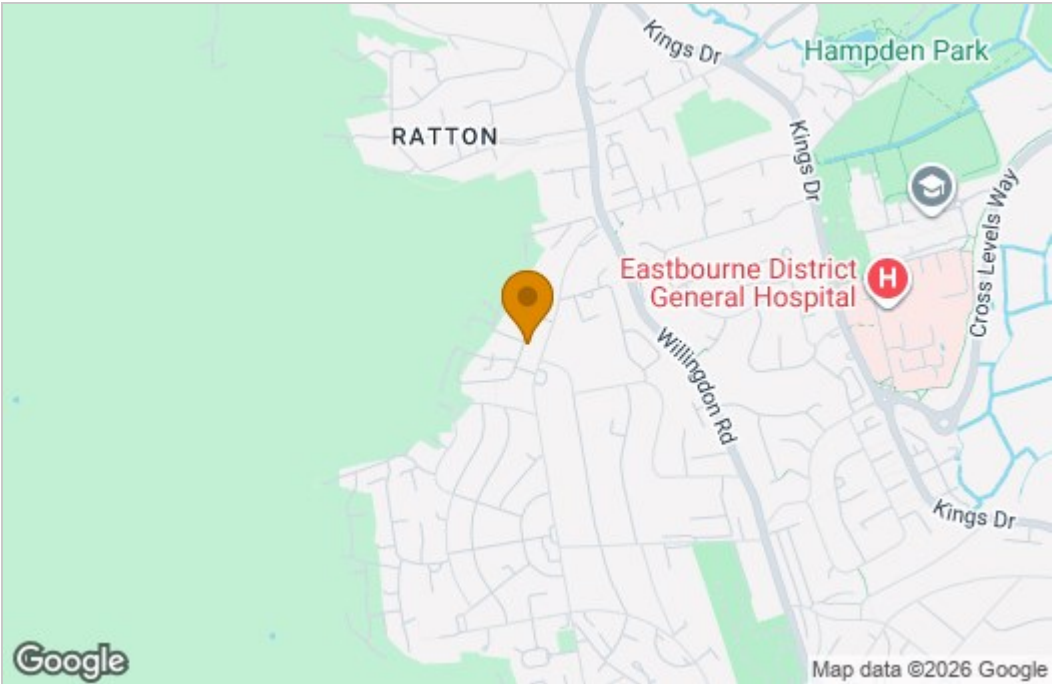 Kings Dr
Hampden Park
RATTON
Kings Dr
Cross Levels Way
Eastbourne District
General Hospital
H
Willingdon Rd
Kings Dr
Google
Map data ©2026 Google